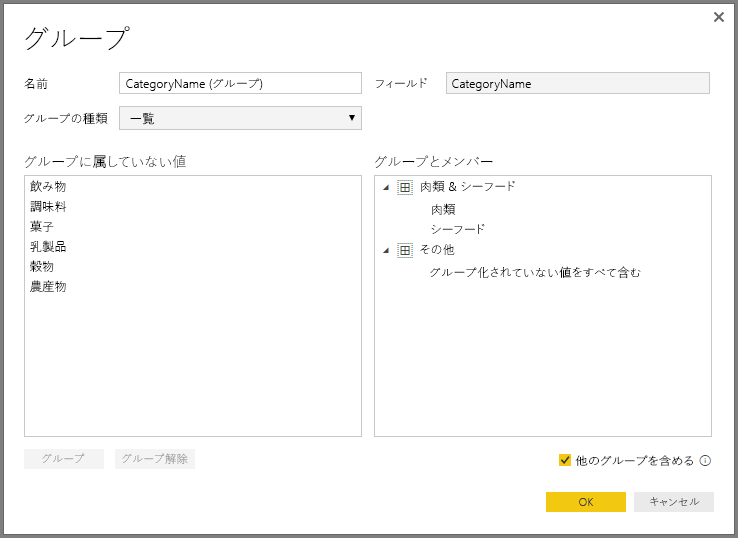 グループ
名前
CategoryName (グループ)
フィールド
CategoryName
グループの種類
一覧
グループに属していない値
グループとメンバー
飲み物
調味料
菓子
乳製品
穀物
農産物
肉類 & シーフード
肉類
シーフード
その他
グループ化されていない値をすべて含む
グループ
グループ解除
他のグループを含める
OK
キャンセル